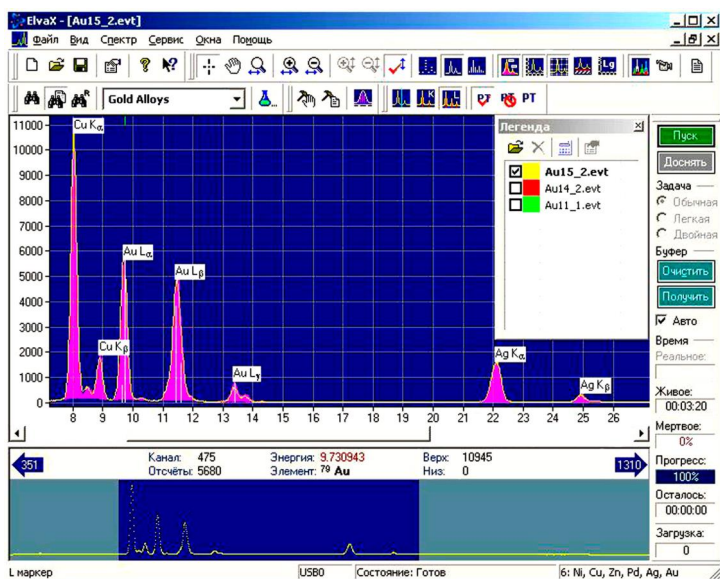 ElvaX - [Au15_2.evt]
Файл Вид Спектр Сервис Окна Помощь
Lg
Gold Alloys
K L PT PT PT
Легенда
Au15_2.evt
Au14_2.evt
Au11_1.evt
11000
10000
9000
8000
7000
6000
5000
4000
3000
2000
1000
0
Cu Kα
Au Lα
Au Lβ
Cu Kβ
Au Lγ
Ag Kα
Ag Kβ
8 9 10 11 12 13 14 15 16 17 18 19 20 21 22 23 24 25 26
Пуск
Доснять
Задача
Обычная
Легкая
Двойная
Буфер
Очистить
Получить
Авто
Время
Реальное:
Живое:
00:03:20
Мертвое:
0%
Прогресс:
100%
Осталось:
00:00:00
Загрузка:
0
351
Канал: 475 Энергия: 9.730943 Верх: 10945
Отсчёты: 5680 Элемент: 79 Au Низ: 0
1310
L маркер USB0 Состояние: Готов 6: Ni, Cu, Zn, Pd, Ag, Au